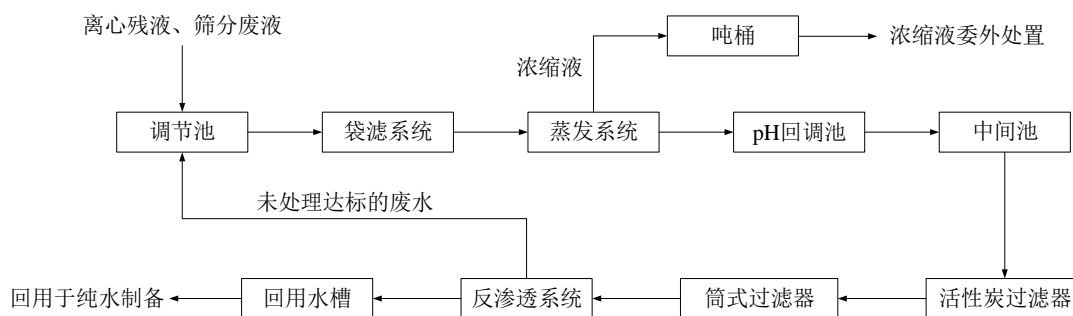 离心残液、筛分废液
吨桶
浓缩液委外处置
浓缩液
调节池
袋滤系统
蒸发系统
pH回调池
中间池
未处理达标的废水
回用于纯水制备
回用水槽
反渗透系统
筒式过滤器
活性炭过滤器